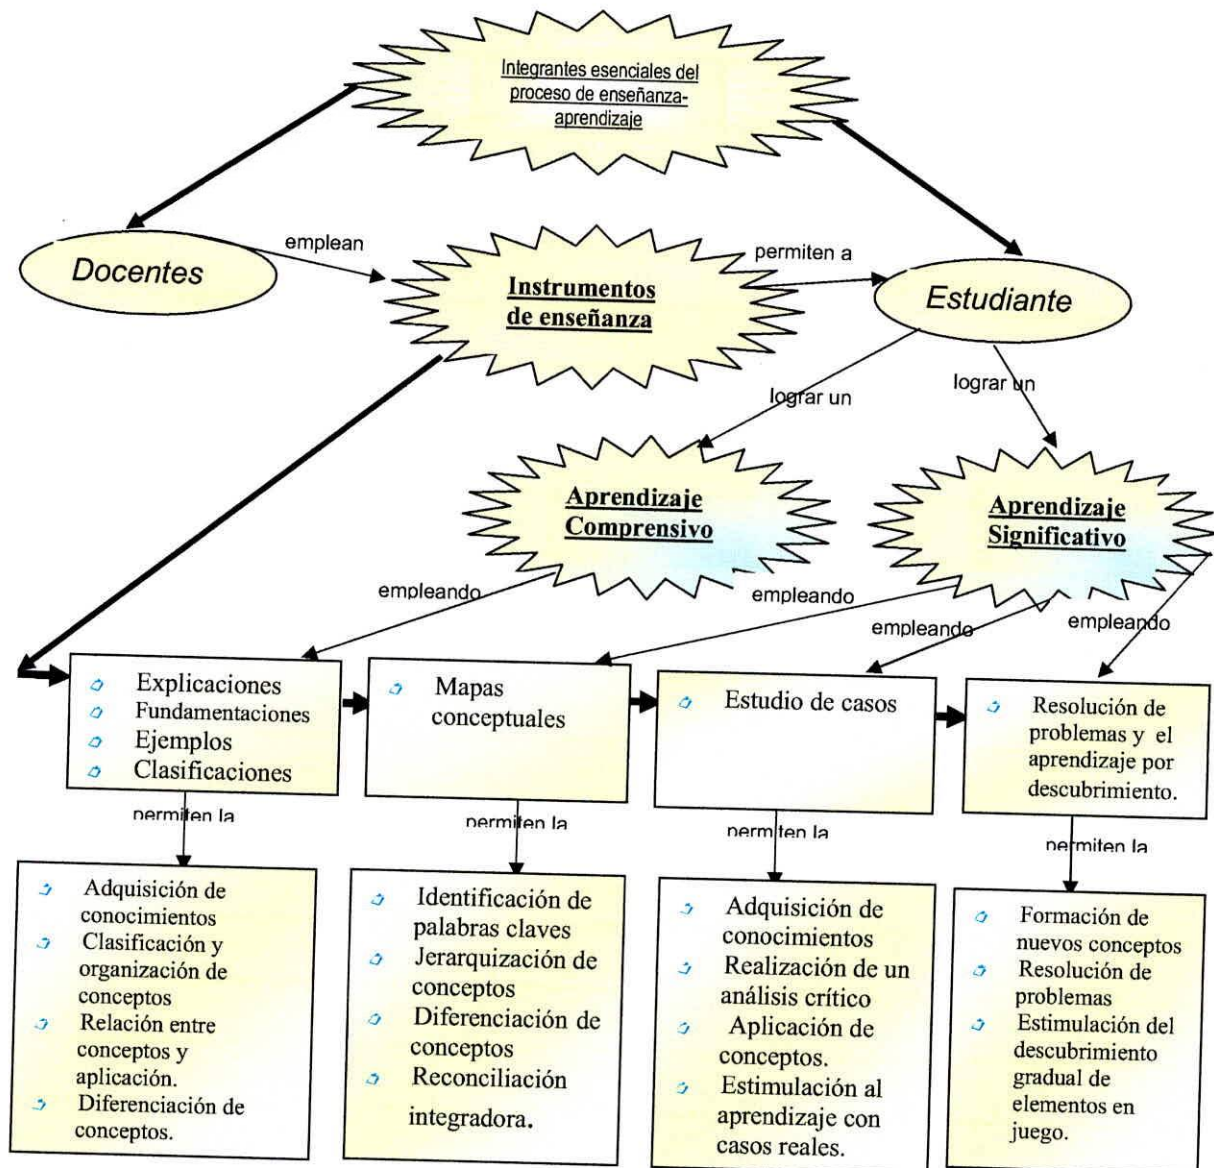 Integrantes esenciales del
proceso de enseñanza-
aprendizaje
Docentes
emplean
Instrumentos
de enseñanza
permiten a
Estudiante
lograr un
lograr un
Aprendizaje
Comprensivo
Aprendizaje
Significativo
empleando
empleando
empleando
empleando
Explicaciones
Fundamentaciones
Ejemplos
Clasificaciones
Mapas
conceptuales
Estudio de casos
Resolución de
problemas y el
aprendizaje por
descubrimiento.
permiten la
permiten la
permiten la
permiten la
Adquisición de
conocimientos
Clasificación y
organización de
conceptos
Relación entre
conceptos y
aplicación.
Diferenciación de
conceptos.
Identificación de
palabras claves
Jerarquización de
conceptos
Diferenciación de
conceptos
Reconciliación
integradora.
Adquisición de
conocimientos
Realización de un
análisis crítico
Aplicación de
conceptos.
Estimulación al
aprendizaje con
casos reales.
Formación de
nuevos conceptos
Resolución de
problemas
Estimulación del
descubrimiento
gradual de
elementos en
juego.